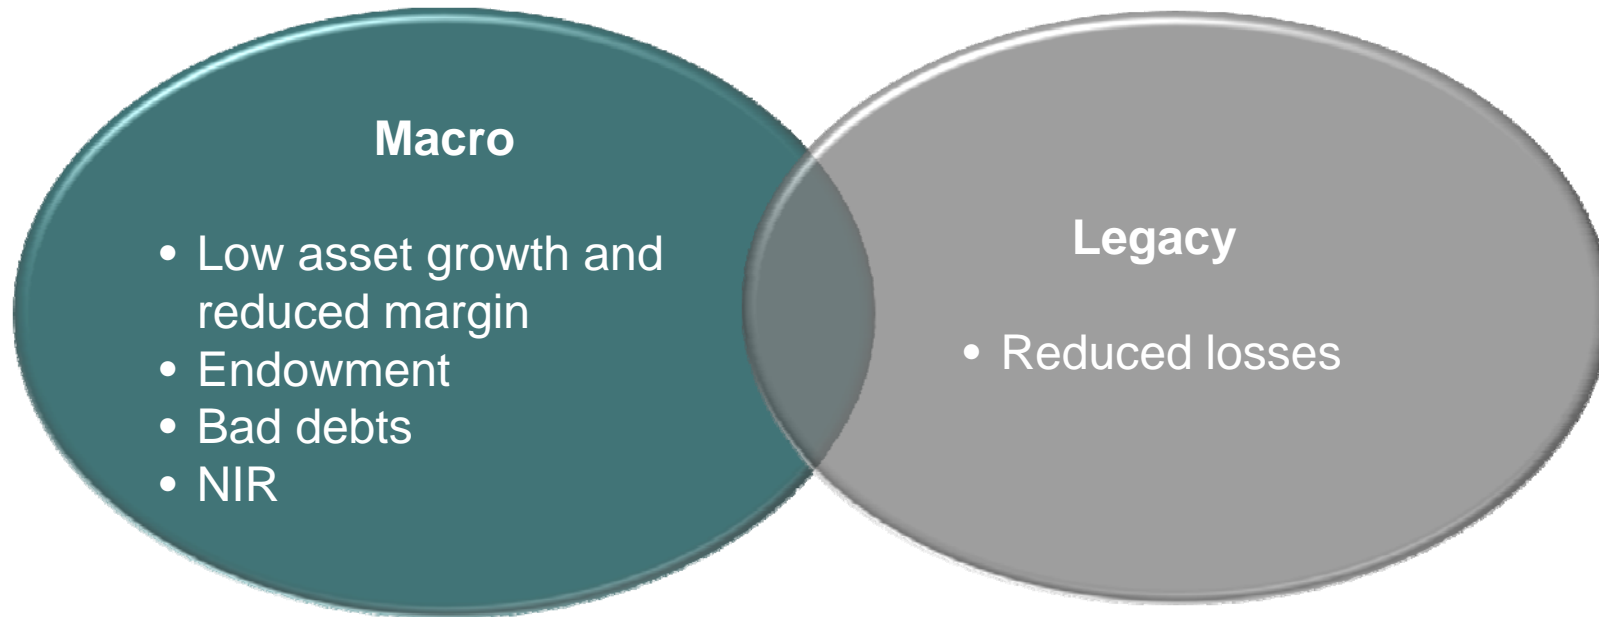 Macro
• Low asset growth and
reduced margin
• Endowment
• Bad debts
• NIR
Legacy
• Reduced losses